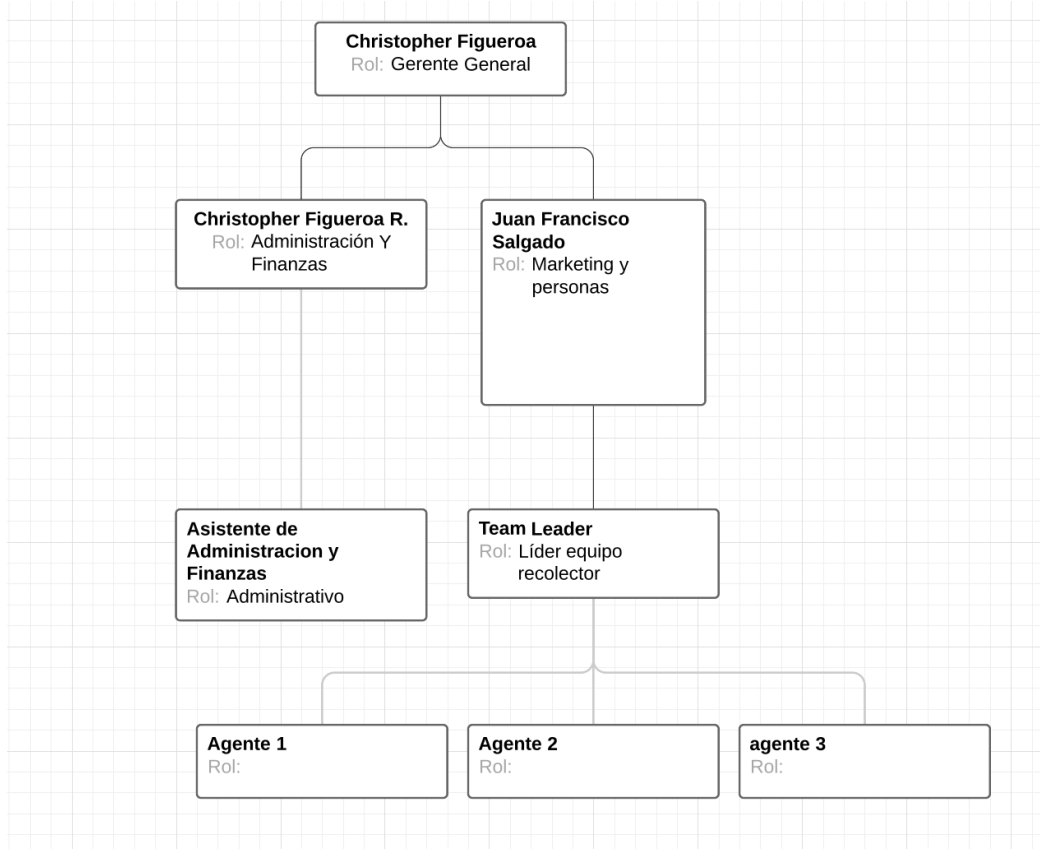 Christopher Figueroa
Rol: Gerente General
Christopher Figueroa R.
Rol: Administración Y
Finanzas
Juan Francisco
Salgado
Rol: Marketing y
personas
Asistente de
Administracion y
Finanzas
Rol: Administrativo
Team Leader
Rol: Líder equipo
recolector
Agente 1
Rol:
Agente 2
Rol:
agente 3
Rol: